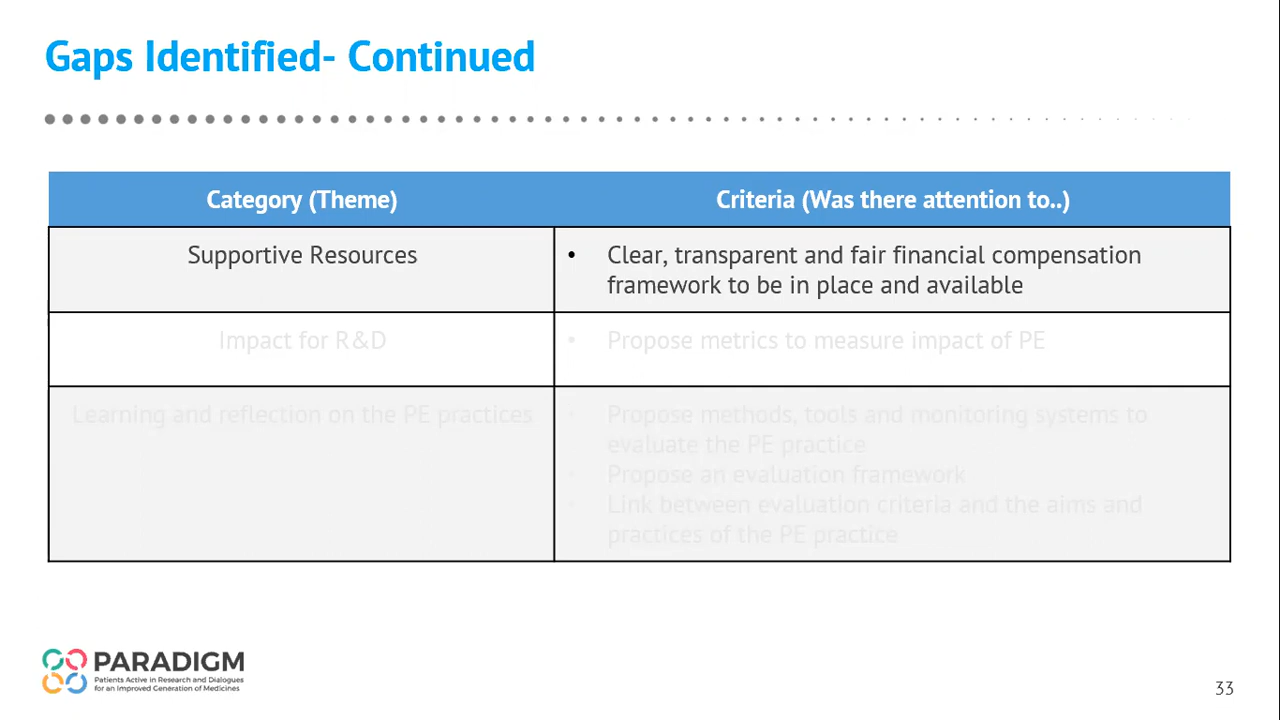 Gaps Identified- Continued
Category (Theme)
Criteria (Was there attention to..)
Supportive Resources
• Clear, transparent and fair financial compensation
framework to be in place and available
Impact for R&D
• Propose metrics to measure impact of PE
Learning and reflection on the PE practices
• Propose methods, tools and monitoring systems to
evaluate the PE practice
• Propose an evaluation framework
• Link between evaluation criteria and the aims and
practices of the PE practice
PARADIGM
Patients Active in Research and Dialogues
for an Improved Generation of Medicines
33